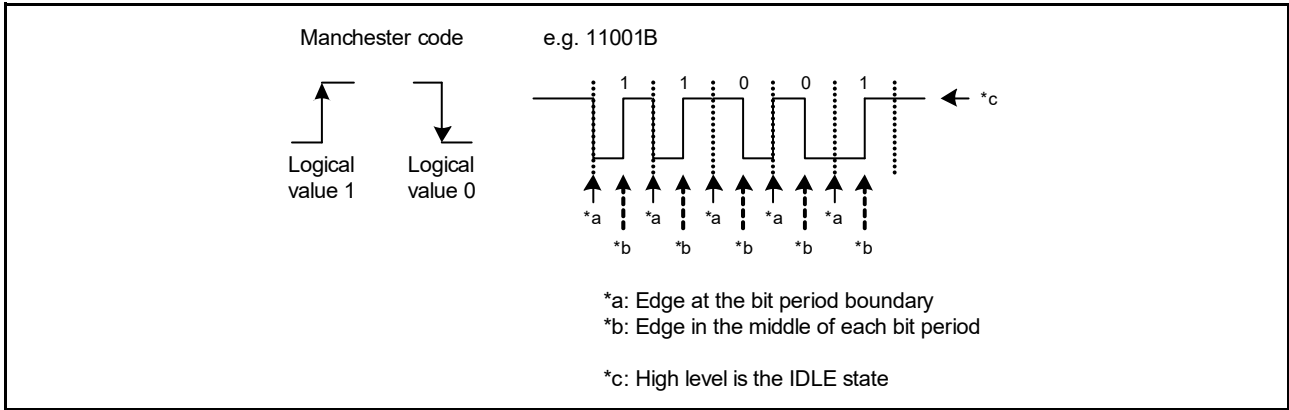 Manchester code
e.g. 11001B
1 1 0 0 1
*c
Logical
value 1
Logical
value 0
*a *a *a *a *a
*b *b *b *b *b
*a: Edge at the bit period boundary
*b: Edge in the middle of each bit period
*c: High level is the IDLE state